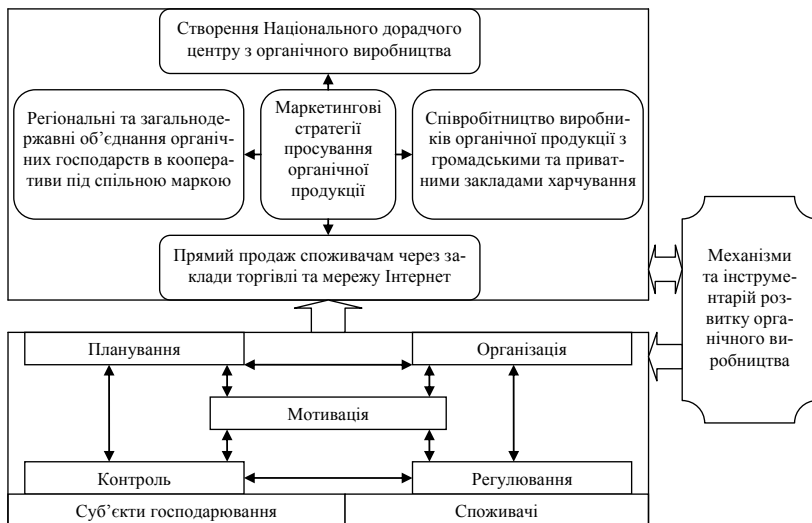 Створення Національного дорадчого
центру з органічного виробництва
Регіональні та загальноде-
ржавні об’єднання органіч-
них господарств в коопера-
тиви під спільною маркою
Маркетингові
стратегії
просування
органічної
продукції
Співробітництво виробни-
ків органічної продукції з
громадськими та приват-
ними закладами харчування
Прямий продаж споживачам через за-
клади торгівлі та мережу Інтернет
Механізми
та інструме-
нтарій роз-
витку орга-
нічного ви-
робництва
Планування
Організація
Мотивація
Контроль
Регулювання
Суб’єкти господарювання
Споживачі